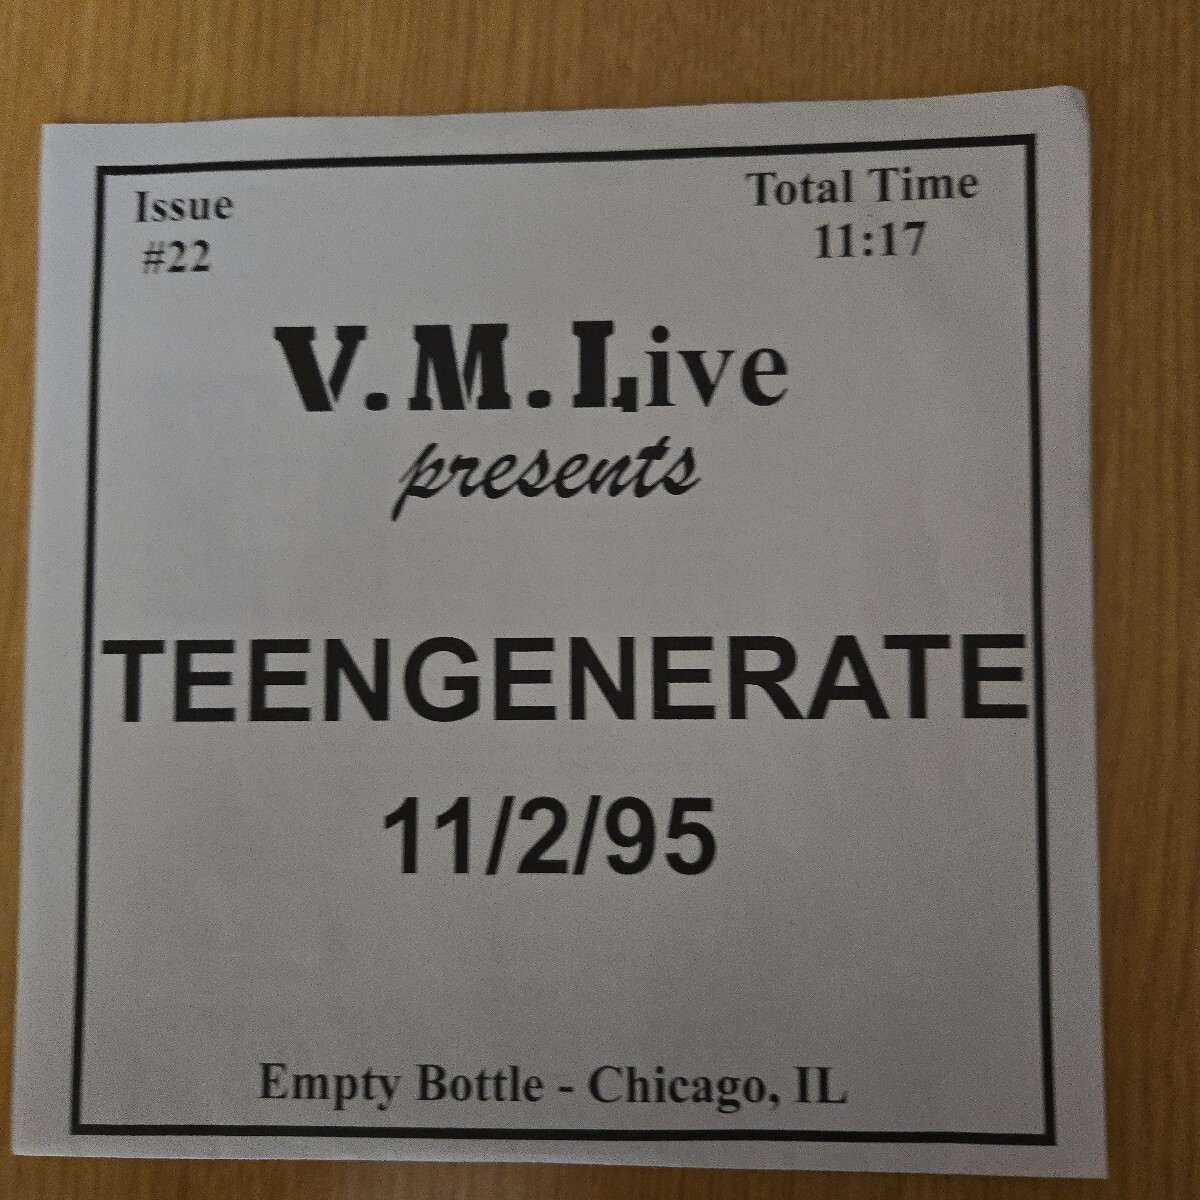 Issue
#22
Total Time
11:17
V.M.Live
presents
TEENGENERATE
11/2/95
Empty Bottle - Chicago, IL